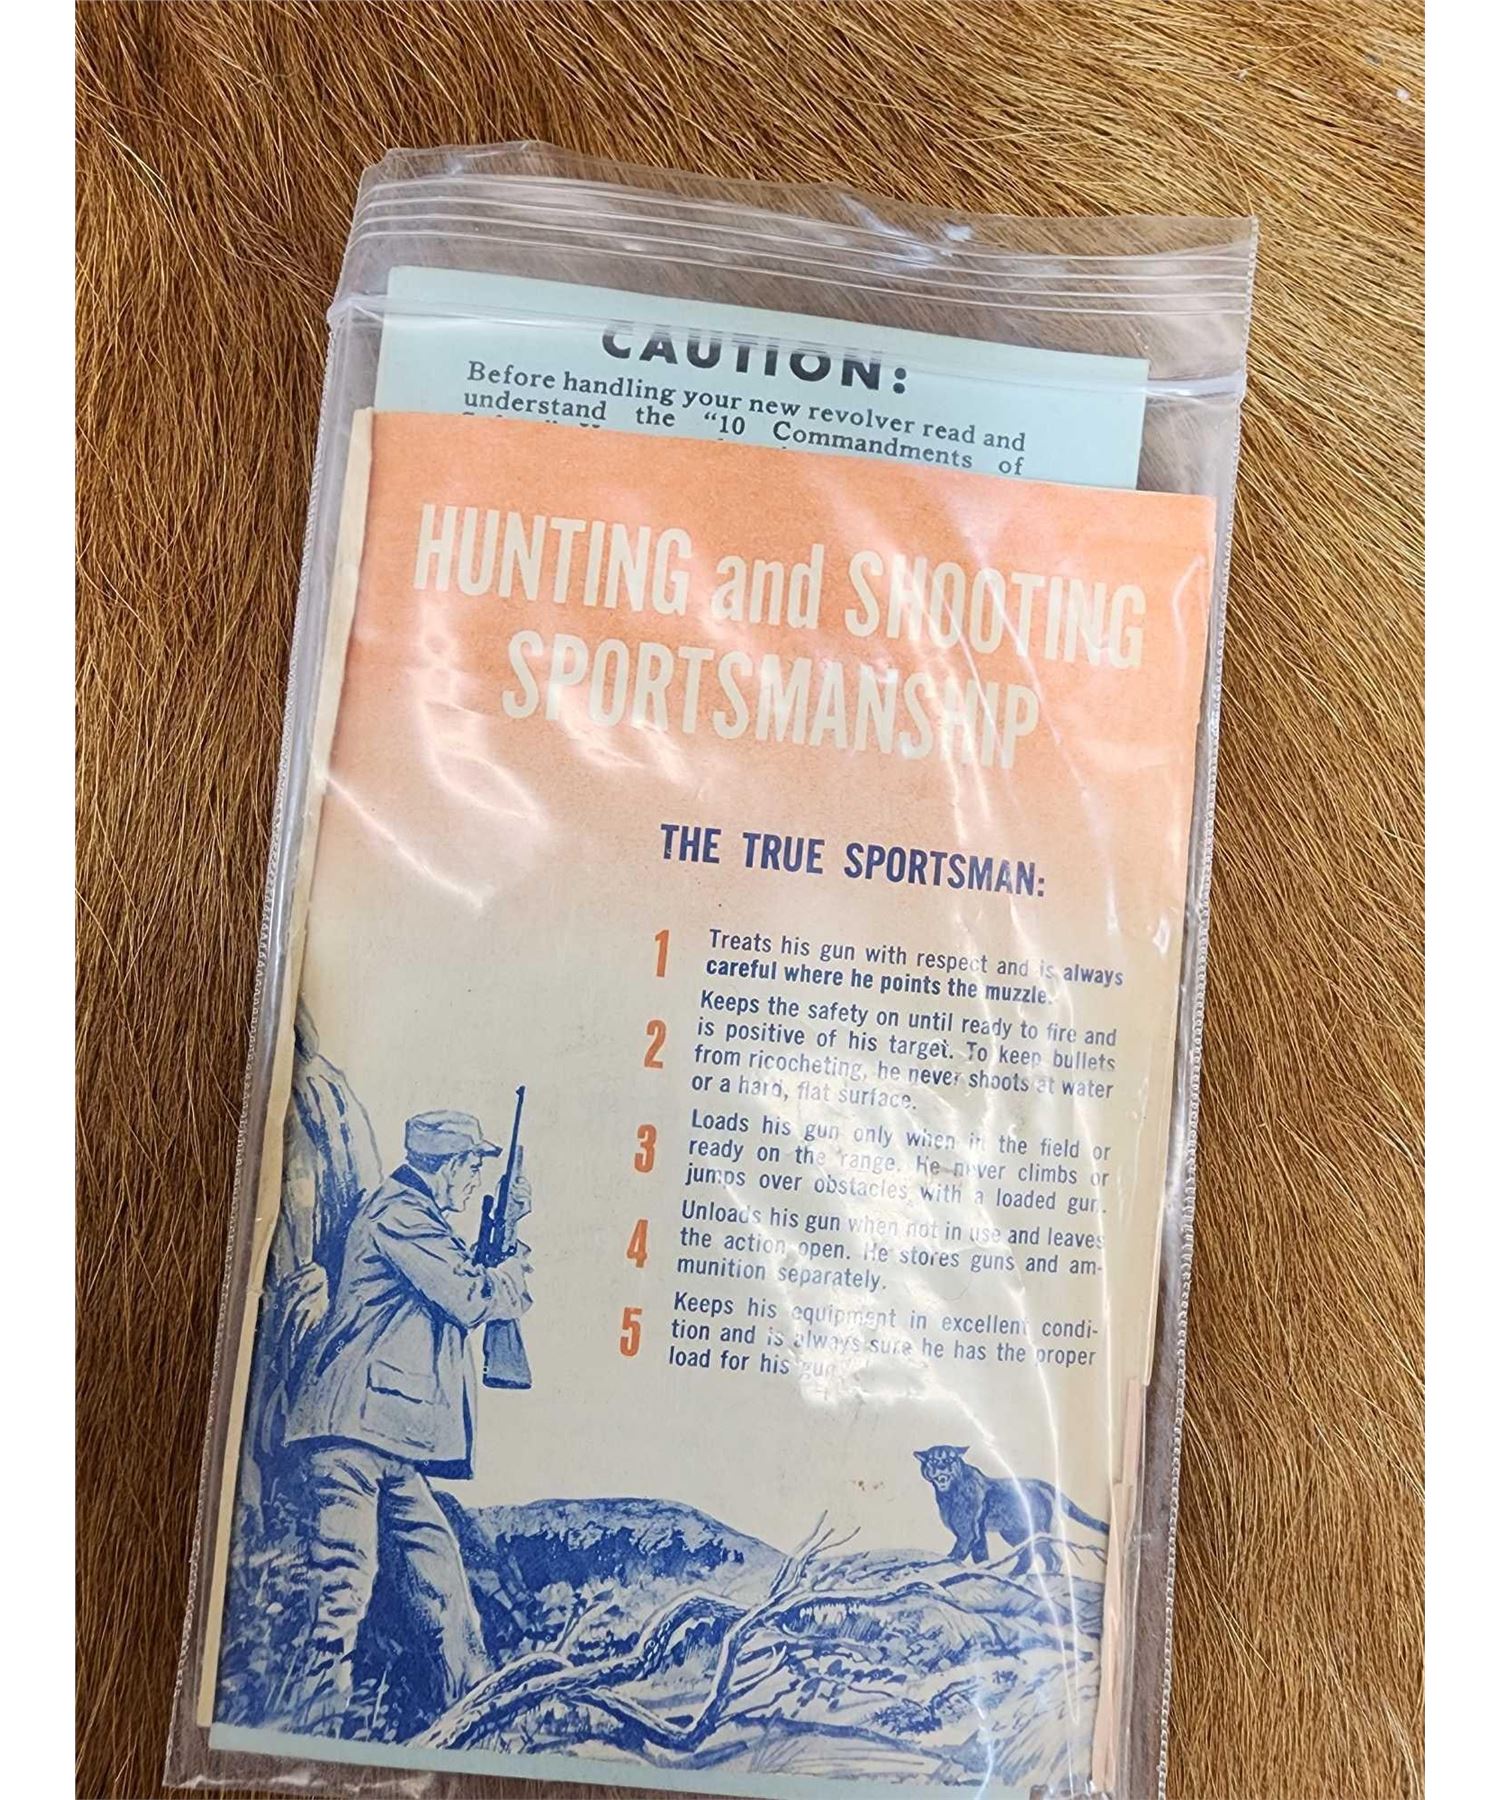 CAUTION:
Before handling your new revolver read and
understand the "10 Commandments of
HUNTING and SHOOTING
SPORTSMANSHIP
THE TRUE SPORTSMAN:
1 Treats his gun with respect and is always
careful where he points the muzzle.
2 Keeps the safety on until ready to fire and
is positive of his target. To keep bullets
from ricocheting, he never shoots at water
or a hard, flat surface.
3 Loads his gun only when in the field or
ready on the range. He never climbs or
jumps over obstacles with a loaded gun.
4 Unloads his gun when not in use and leaves
the action open. He stores guns and am-
munition separately.
5 Keeps his equipment in excellent condi-
tion and is always sure he has the proper
load for his gun.